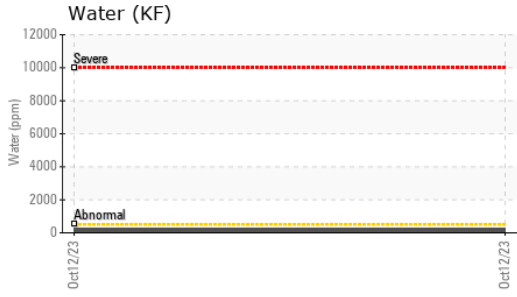 Water (KF)
12000
Severe
10000
8000
6000
4000
2000
Abnormal
0
Water (ppm)
Oct12/23
Oct12/23